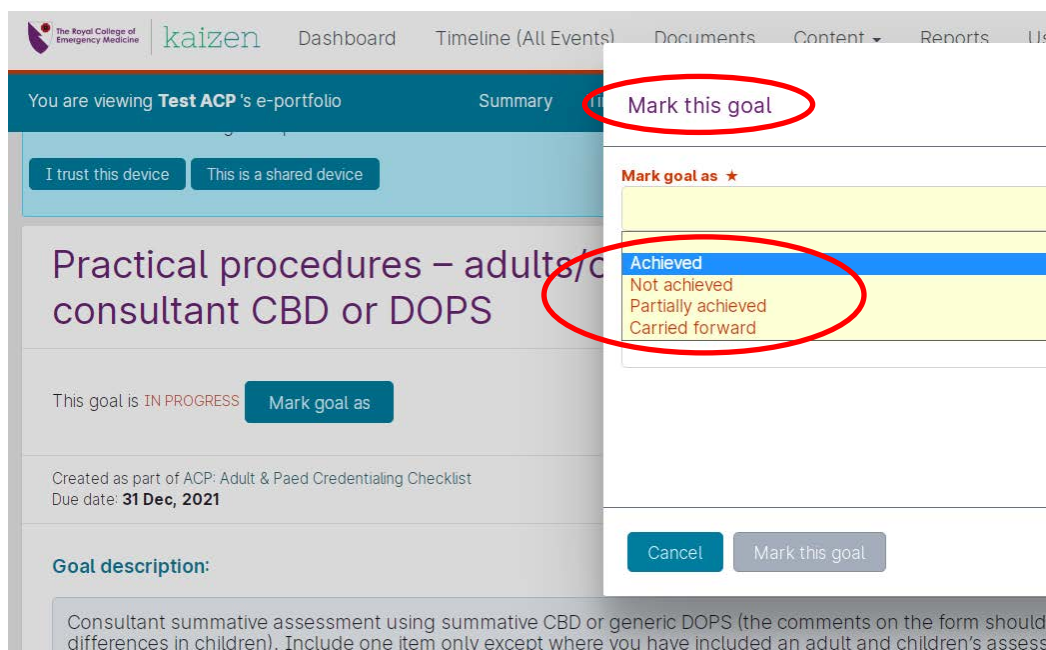 The Royal College of
Emergency Medicine
kaizen
Dashboard Timeline (All Events) Documents Content Reports
You are viewing Test ACP 's e-portfolio Summary
I trust this device This is a shared device
Practical procedures – adults/
consultant CBD or DOPS
This goal is IN PROGRESS Mark goal as
Created as part of ACP: Adult & Paed Credentialing Checklist
Due date: 31 Dec, 2021
Goal description:
Consultant summative assessment using summative CBD or generic DOPS (the comments on the form should
differences in children). Include one item only except where you have included an adult and children's assess
Mark this goal
Mark goal as ★
Achieved
Not achieved
Partially achieved
Carried forward
Cancel Mark this goal